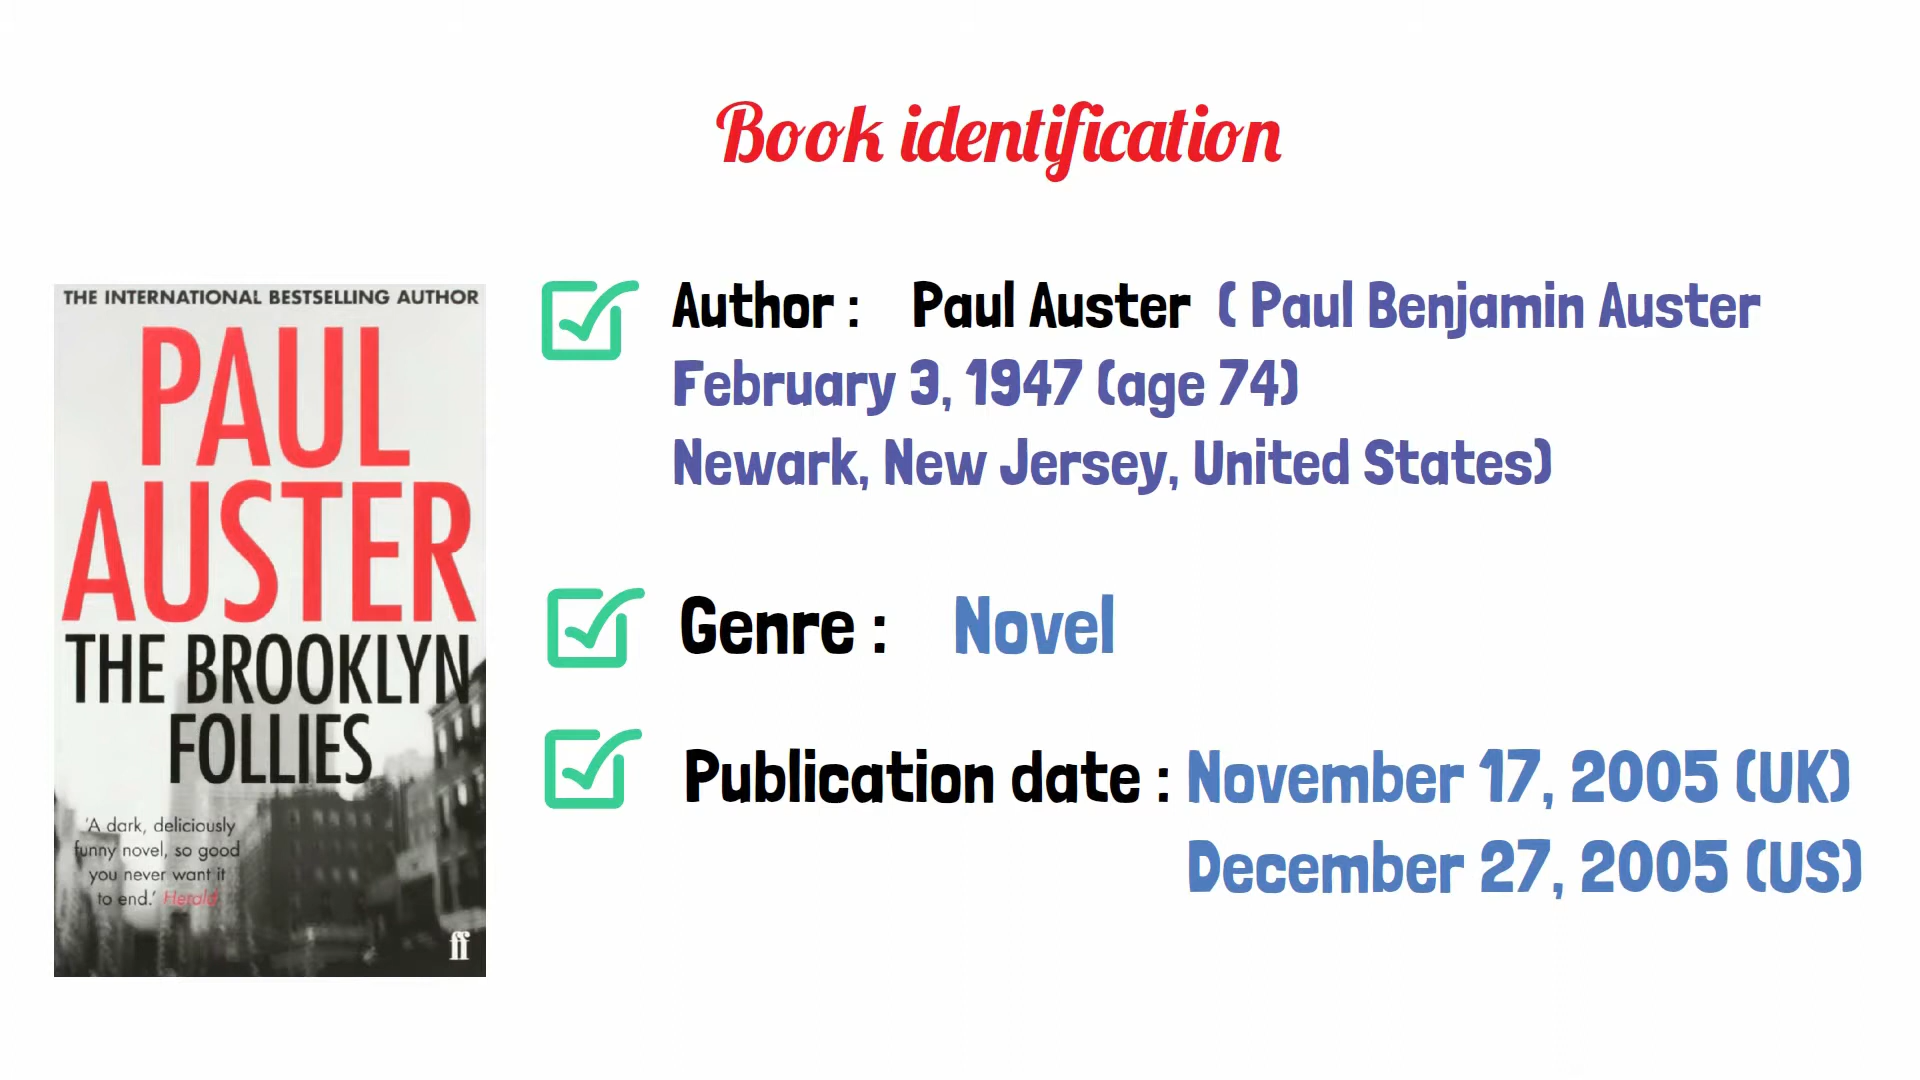 Book identification
THE INTERNATIONAL BESTSELLING AUTHOR
PAUL
AUSTER
THE BROOKLYN
FOLLIES
'A dark, deliciously
funny novel, so good
you never want it
to end.' Herald
ff
Author : Paul Auster ( Paul Benjamin Auster
February 3, 1947 (age 74)
Newark, New Jersey, United States)
Genre : Novel
Publication date : November 17, 2005 (UK)
December 27, 2005 (US)